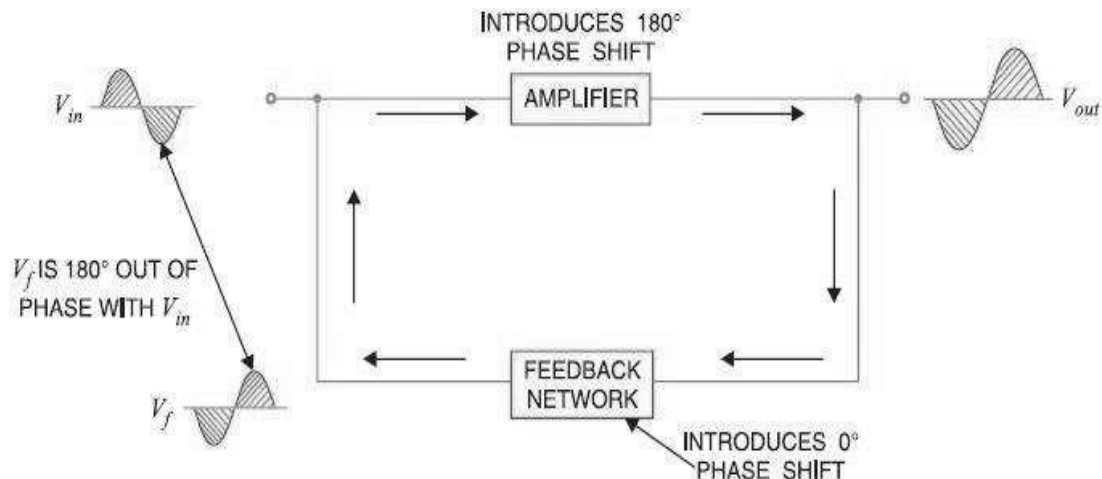 INTRODUCES 180°
PHASE SHIFT
AMPLIFIER
V_in
V_out
V_f IS 180° OUT OF
PHASE WITH V_in
V_f
FEEDBACK
NETWORK
INTRODUCES 0°
PHASE SHIFT